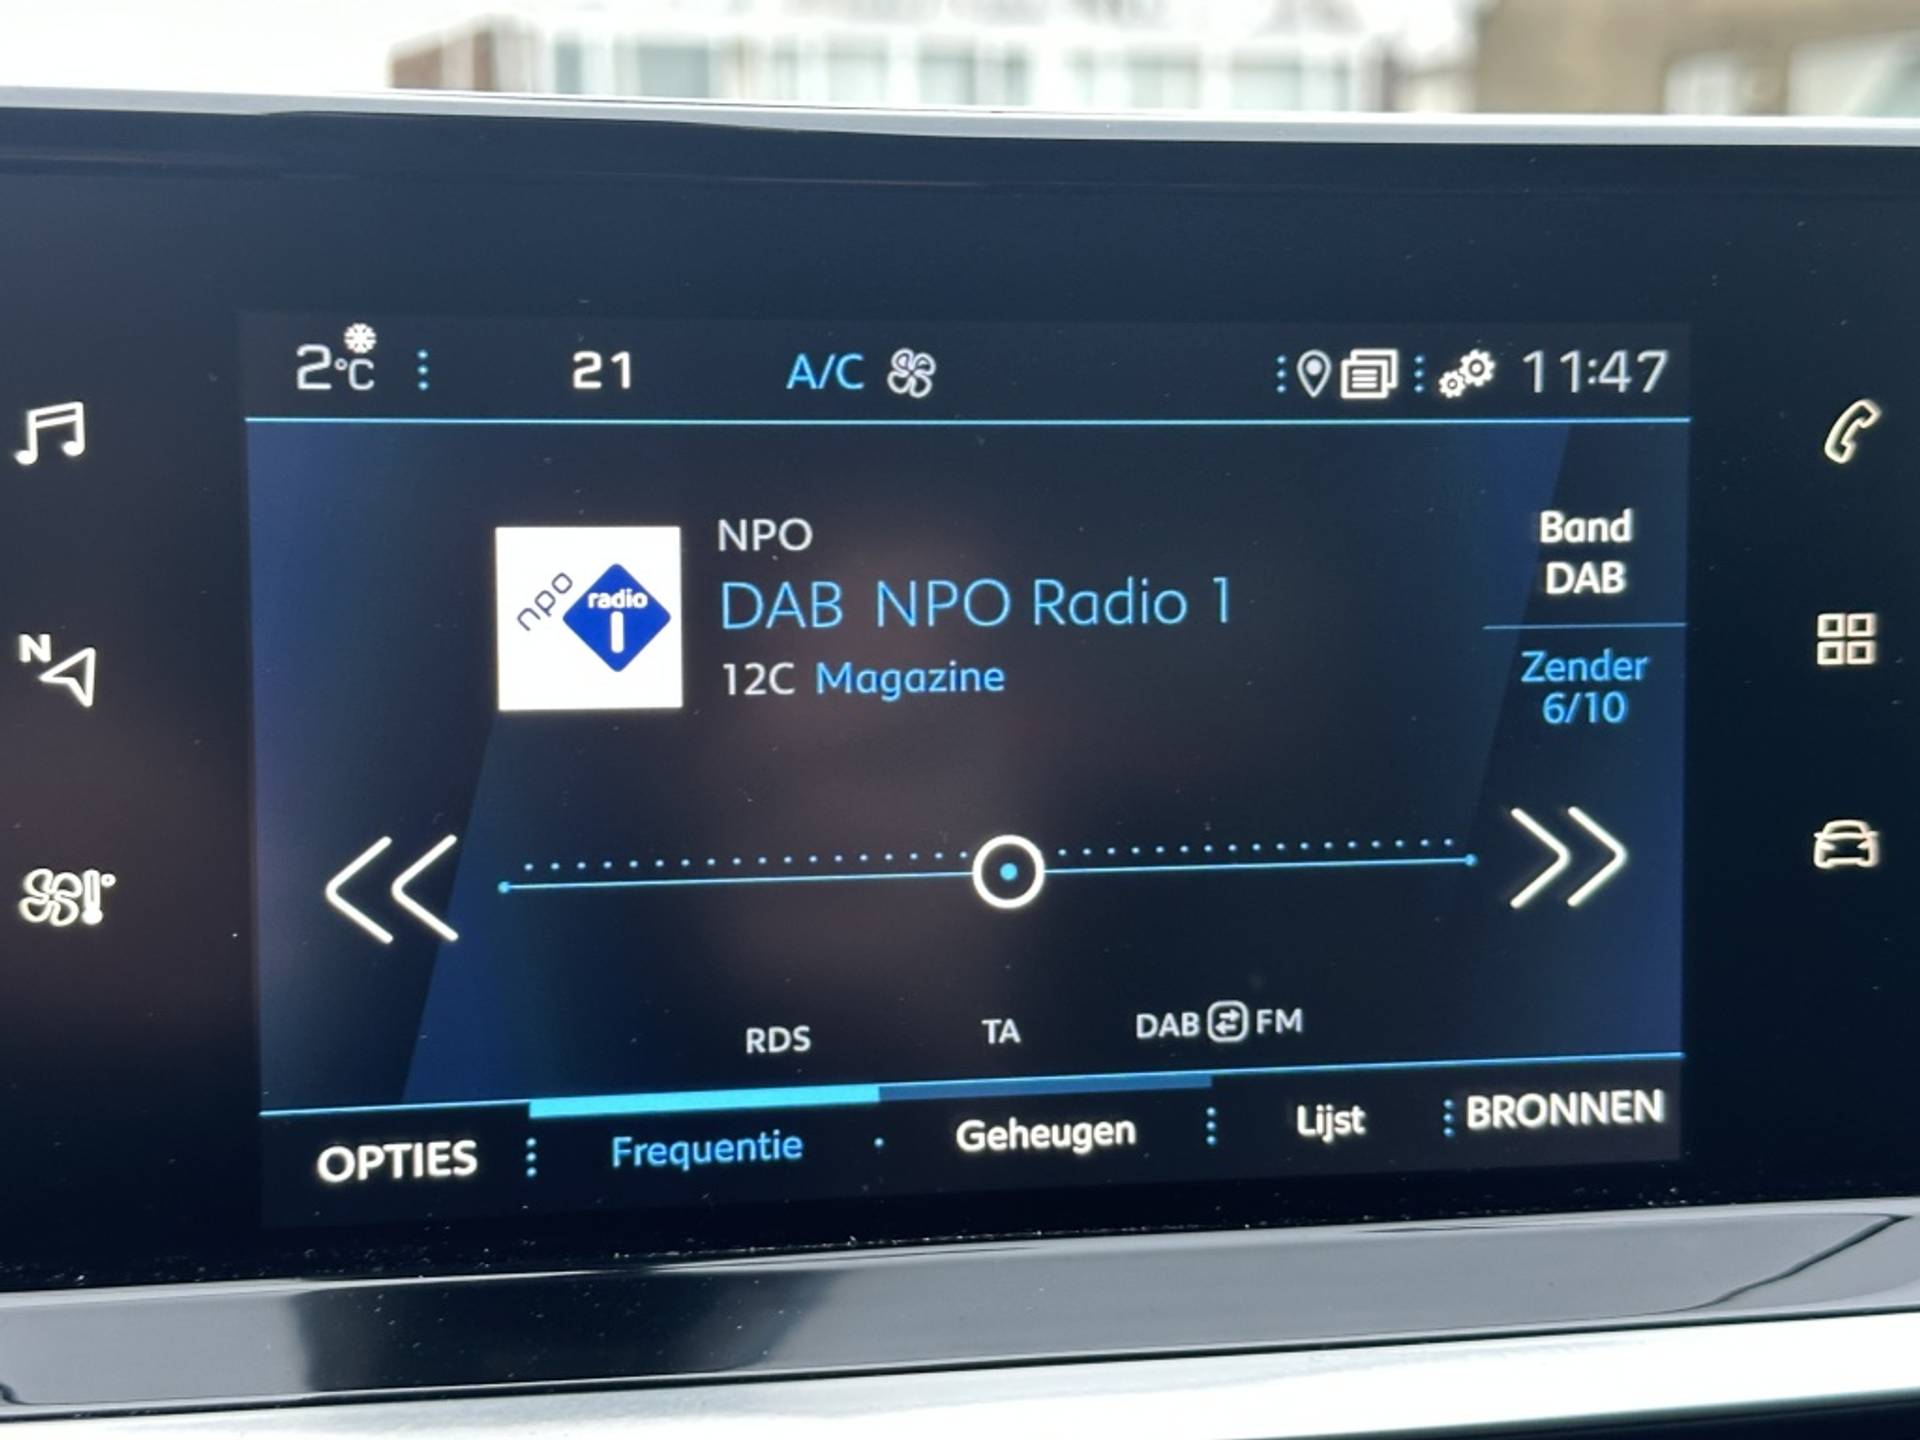 2°C 21 A/C 11:47
N
NPO
DAB NPO Radio 1
12C Magazine
npo radio 1
Band
DAB
Zender
6/10
RDS TA DAB FM
OPTIES Frequentie Geheugen Lijst BRONNEN